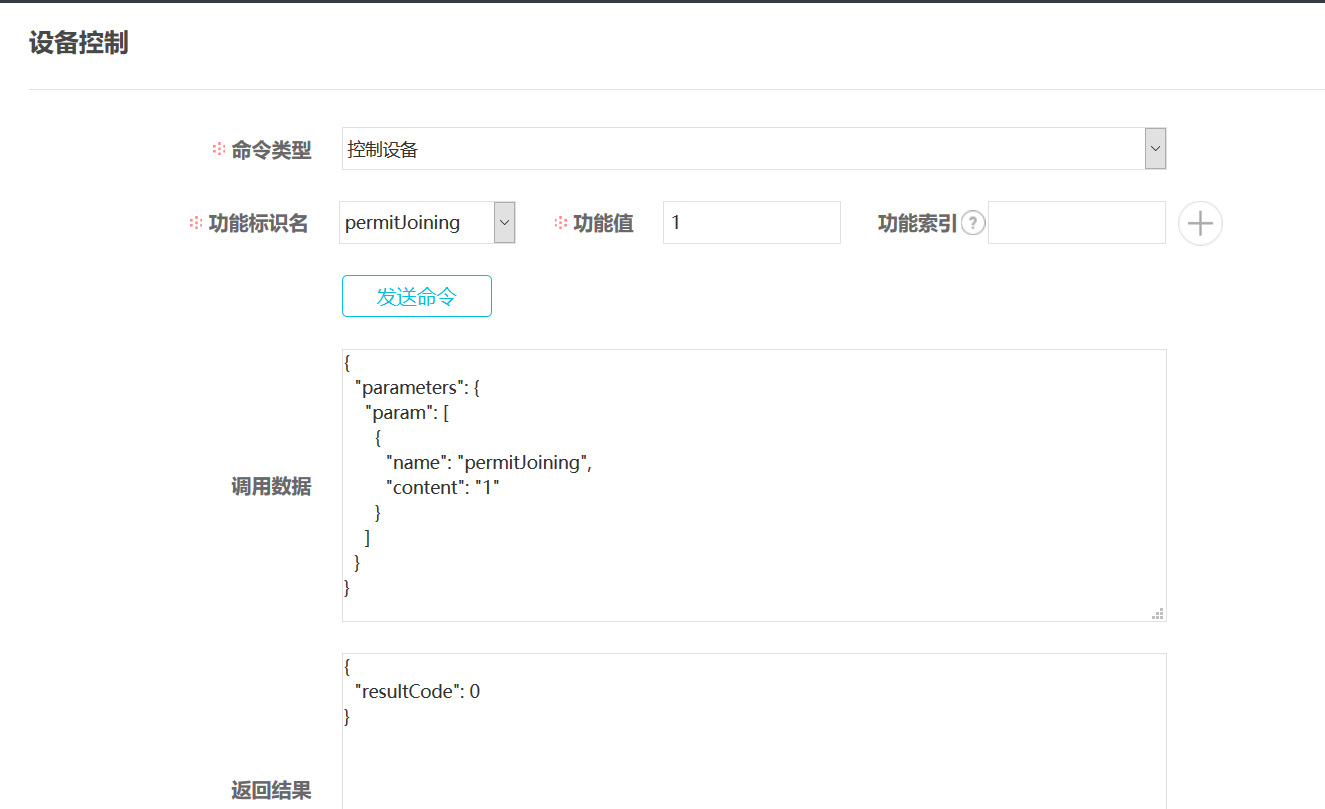 设备控制
命令类型 控制设备
功能标识名 permitJoining 功能值 1 功能索引 ?
发送命令
调用数据
{
"parameters": {
"param": [
{
"name": "permitJoining",
"content": "1"
}
]
}
}
返回结果
{
"resultCode": 0
}